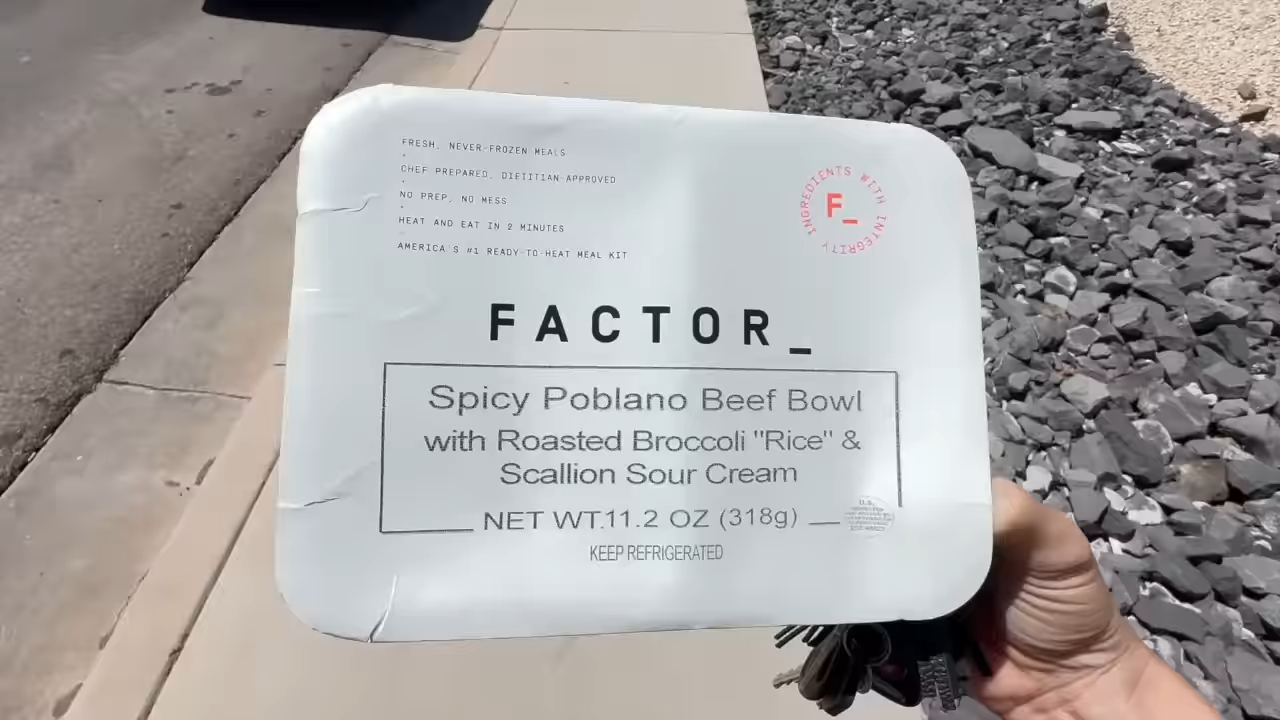 FRESH, NEVER-FROZEN MEALS
CHEF PREPARED, DIETITIAN-APPROVED
NO PREP, NO MESS
HEAT AND EAT IN 2 MINUTES
AMERICA'S #1 READY-TO-HEAT MEAL KIT
INGREDIENTS WITH INTEGRITY
F_
FACTOR_
Spicy Poblano Beef Bowl
with Roasted Broccoli "Rice" &
Scallion Sour Cream
NET WT.11.2 OZ (318g)
U.S.
KEEP REFRIGERATED